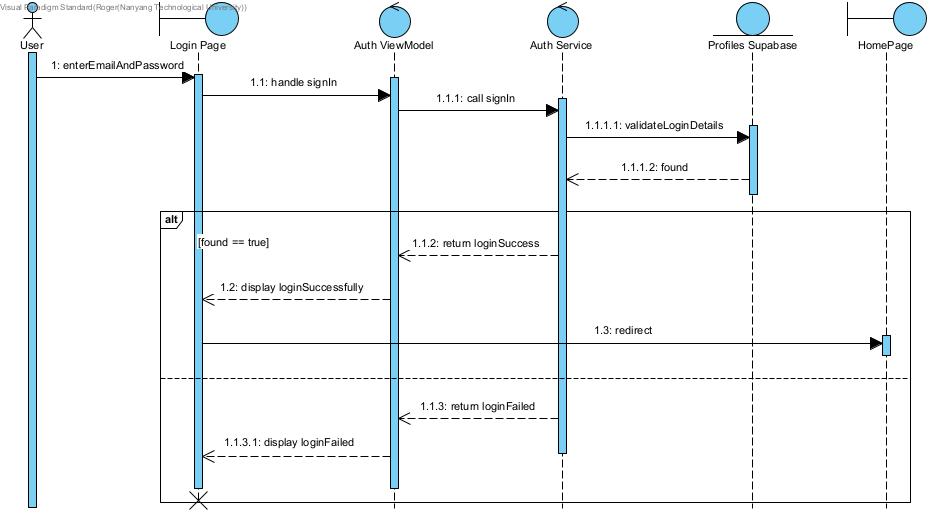 Visual Paradigm Standard(Roger(Nanyang Technological University))
User
Login Page
Auth ViewModel
Auth Service
Profiles Supabase
HomePage
1: enterEmailAndPassword
1.1: handle signIn
1.1.1: call signIn
1.1.1.1: validateLoginDetails
1.1.1.2: found
alt
[found == true]
1.1.2: return loginSuccess
1.2: display loginSuccessfully
1.3: redirect
1.1.3: return loginFailed
1.1.3.1: display loginFailed